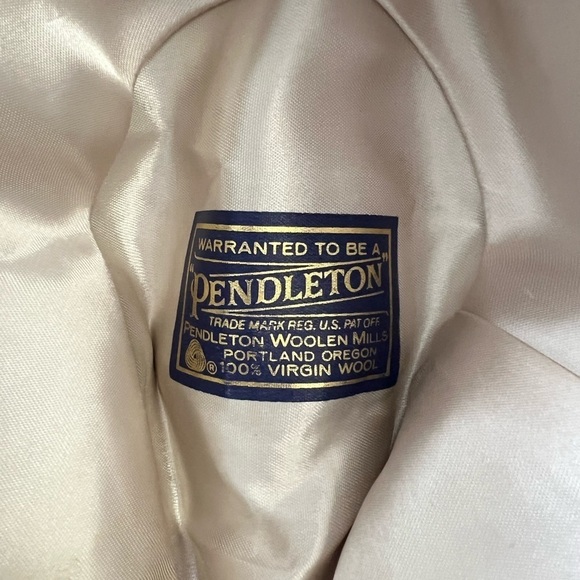 WARRANTED TO BE A
"PENDLETON"
TRADE MARK REG. U.S. PAT OFF.
PENDLETON WOOLEN MILLS
PORTLAND OREGON
® 100% VIRGIN WOOL